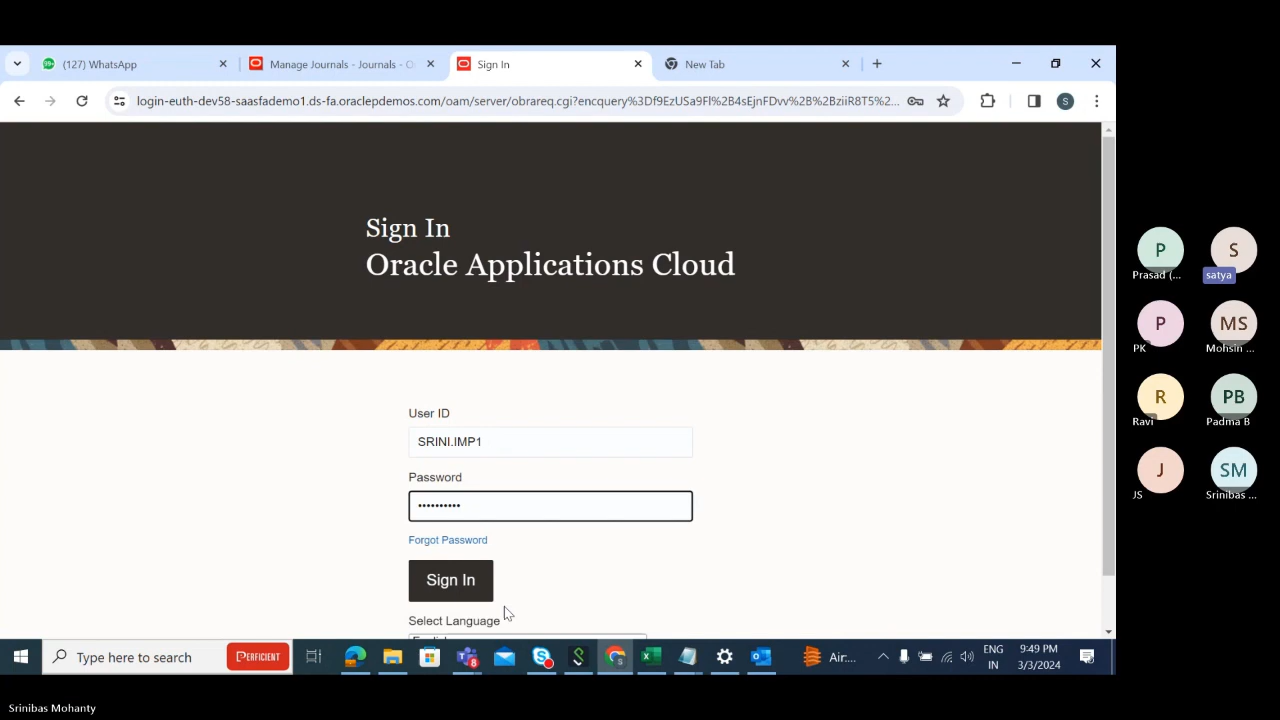 (127) WhatsApp
Manage Journals - Journals - O
Sign In
New Tab
login-euth-dev58-saasfademo1.ds-fa.oraclepdemos.com/oam/server/obrareq.cgi?encquery%3Df9EzUSa9Fl%2B4sEjnFDvv%2B%2BziiR8T5%2...
S
Sign In
Oracle Applications Cloud
User ID
SRINI.IMP1
Password
••••••••••
Forgot Password
Sign In
Select Language
English
P
Prasad (...
S
satya
P
PK
MS
Mohsin ...
R
Ravi
PB
Padma B
J
JS
SM
Srinibas ...
Type here to search
PERFICIENT
8
Air:...
ENG
IN
9:49 PM
3/3/2024
Srinibas Mohanty